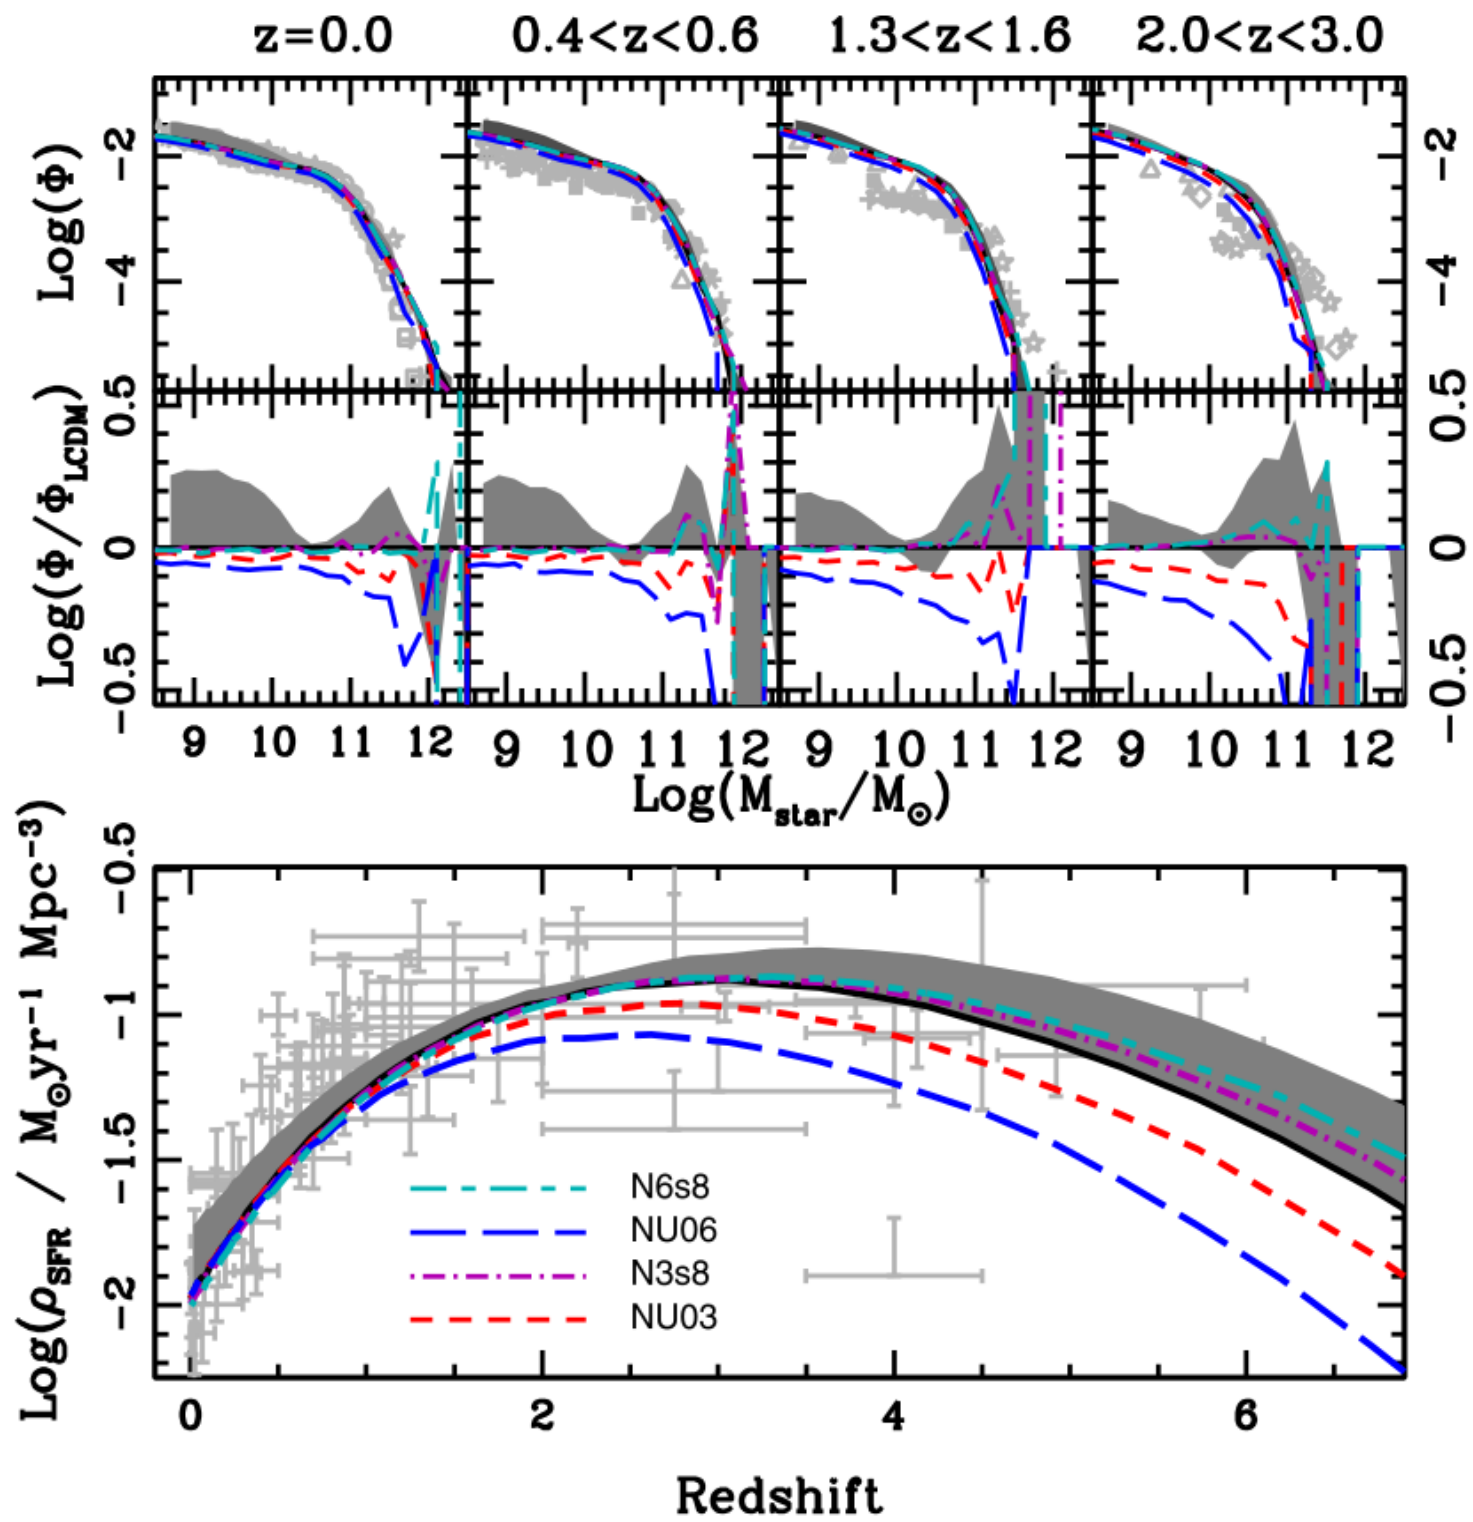 z=0.0 0.4<z<0.6 1.3<z<1.6 2.0<z<3.0
Log(Φ)
-2
-4
-2
-4
Log(Φ/Φ_LCDM)
0.5
0
-0.5
0.5
0
-0.5
9 10 11 12 9 10 11 12 9 10 11 12 9 10 11 12
Log(M_star/M_⊙)
Log(ρ_SFR / M_⊙yr⁻¹ Mpc⁻³)
-0.5
-1
-1.5
-2
N6s8
NU06
N3s8
NU03
0 2 4 6
Redshift